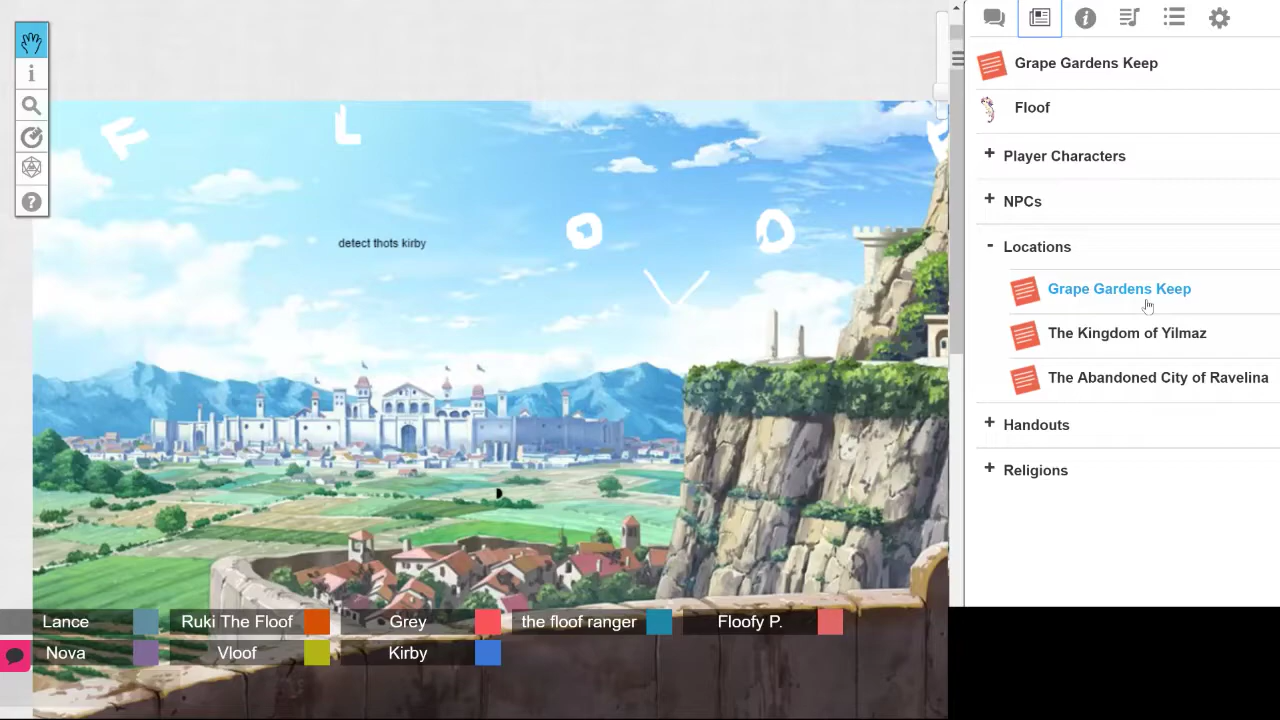 Grape Gardens Keep
Floof
+ Player Characters
+ NPCs
- Locations
Grape Gardens Keep
The Kingdom of Yilmaz
The Abandoned City of Ravelina
+ Handouts
+ Religions
L
detect thots kirby
Lance
Ruki The Floof
Grey
the floof ranger
Floofy P.
Nova
Vloof
Kirby